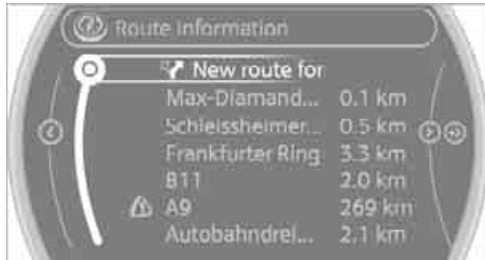 Route information
New route for
Max-Diamand... 0.1 km
Schleissheimer... 0.5 km
Frankfurter Ring 3.3 km
B11 2.0 km
A9 269 km
Autobahndrei... 2.1 km